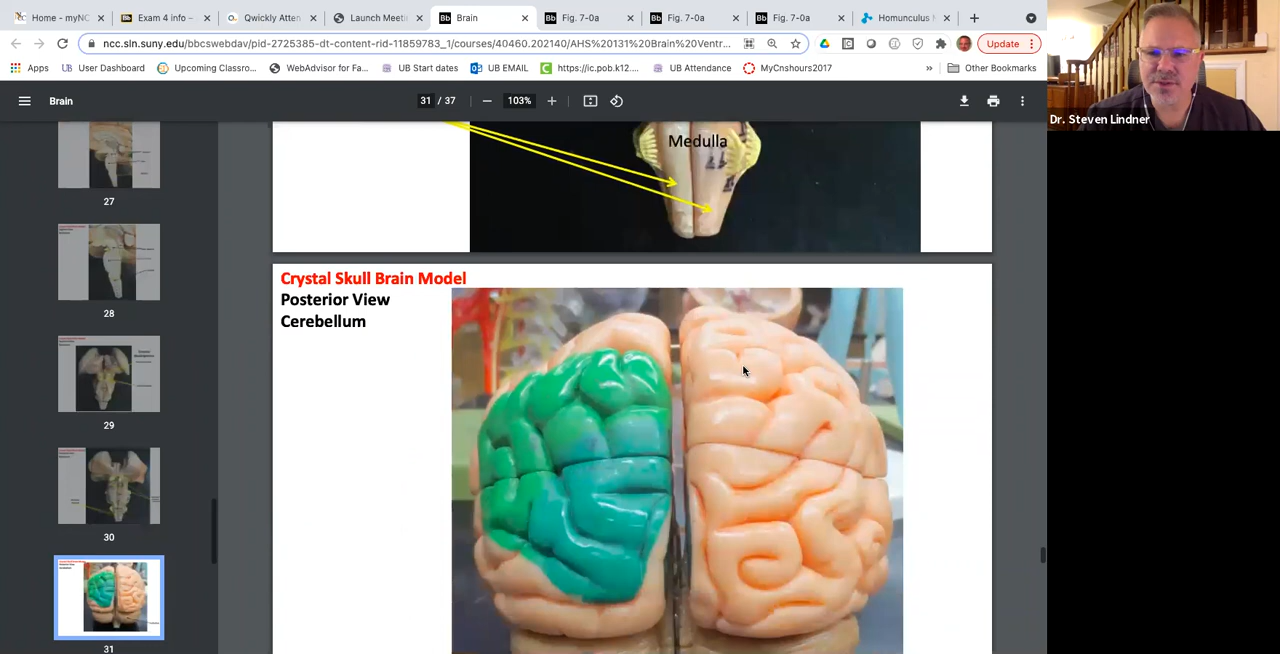 Home - myNC
Exam 4 info –
Qwickly Atten
Launch Meeti
Brain
Fig. 7-0a
Fig. 7-0a
Fig. 7-0a
Homunculus
ncc.sln.suny.edu/bbcswebdav/pid-2725385-dt-content-rid-11859783_1/courses/40460.202140/AHS%20131%20Brain%20Ventr...
Update
Apps
User Dashboard
Upcoming Classro...
WebAdvisor for Fa...
UB Start dates
UB EMAIL
https://ic.pob.k12....
UB Attendance
MyCnshours2017
»
Other Bookmarks
Brain
31 / 37
103%
Dr. Steven Lindner
Medulla
27
28
29
30
31
Crystal Skull Brain Model
Posterior View
Cerebellum